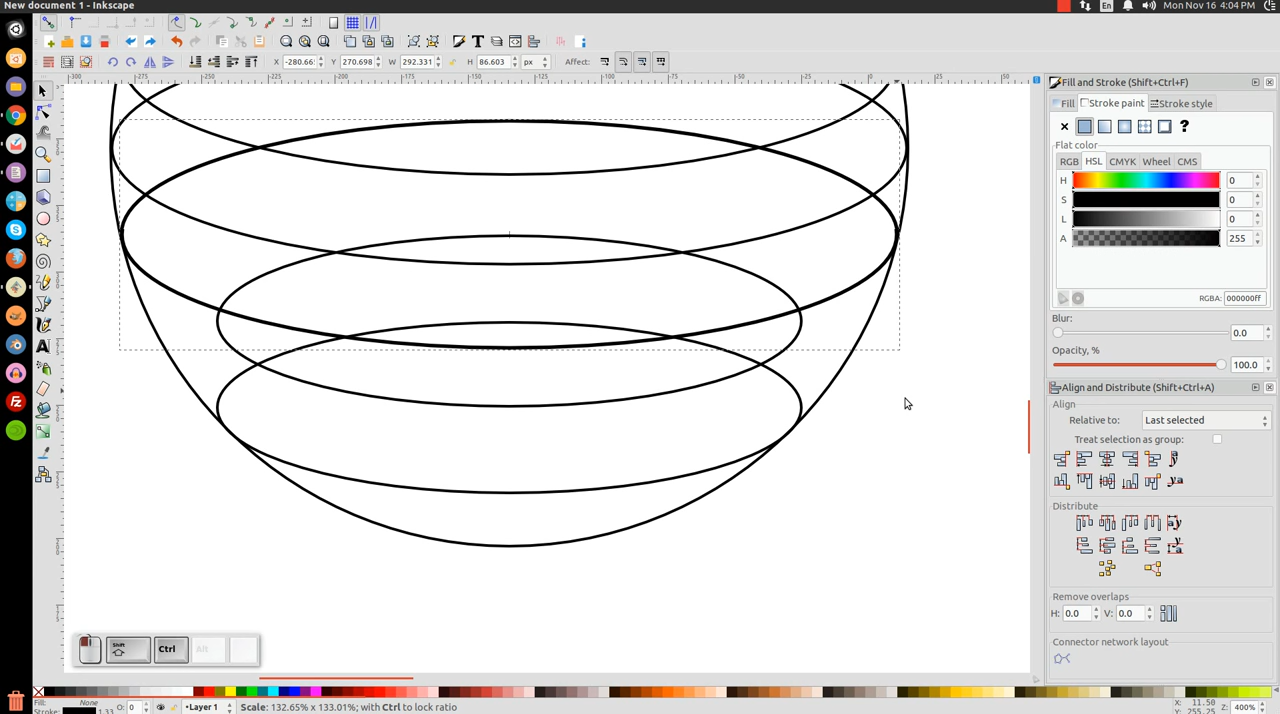 New document 1 - Inkscape
En
Mon Nov 16 4:04 PM
X -280.66
Y 270.698
W 292.331
H 86.603
px
Affect:
Fill and Stroke (Shift+Ctrl+F)
Fill
Stroke paint
Stroke style
?
Flat color
RGB HSL CMYK Wheel CMS
H 0
S 0
L 0
A 255
RGBA: 000000ff
Blur:
0.0
Opacity, %
100.0
Align and Distribute (Shift+Ctrl+A)
Align
Relative to: Last selected
Treat selection as group:
Distribute
Remove overlaps
H: 0.0 V: 0.0
Connector network layout
Shift
Ctrl
Alt
Fill: None
Stroke: 1.33
O: 0
Layer 1
Scale: 132.65% x 133.01%; with Ctrl to lock ratio
X: 11.50
Y: 255.25
Z: 400%